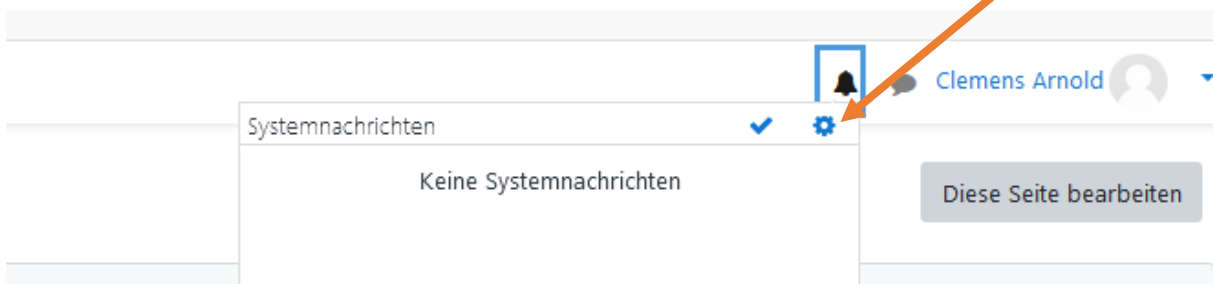 Clemens Arnold
Systemnachrichten
Keine Systemnachrichten
Diese Seite bearbeiten